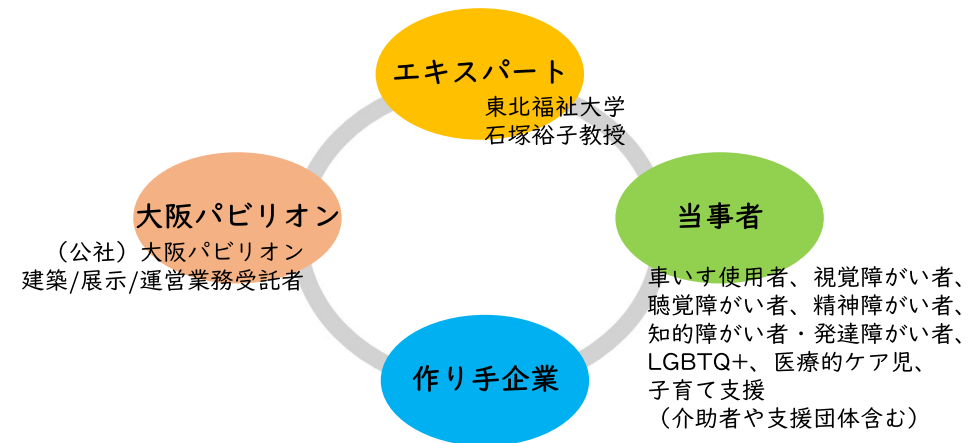 エキスパート
東北福祉大学
石塚裕子教授
大阪パビリオン
（公社）大阪パビリオン
建築/展示/運営業務受託者
当事者
車いす使用者、視覚障がい者、
聴覚障がい者、精神障がい者、
知的障がい者・発達障がい者、
LGBTQ+、医療的ケア児、
子育て支援
（介助者や支援団体含む）
作り手企業